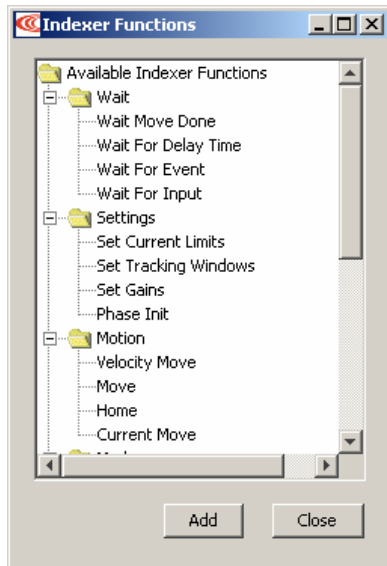 Indexer Functions
Available Indexer Functions
Wait
Wait Move Done
Wait For Delay Time
Wait For Event
Wait For Input
Settings
Set Current Limits
Set Tracking Windows
Set Gains
Phase Init
Motion
Velocity Move
Move
Home
Current Move
Add Close